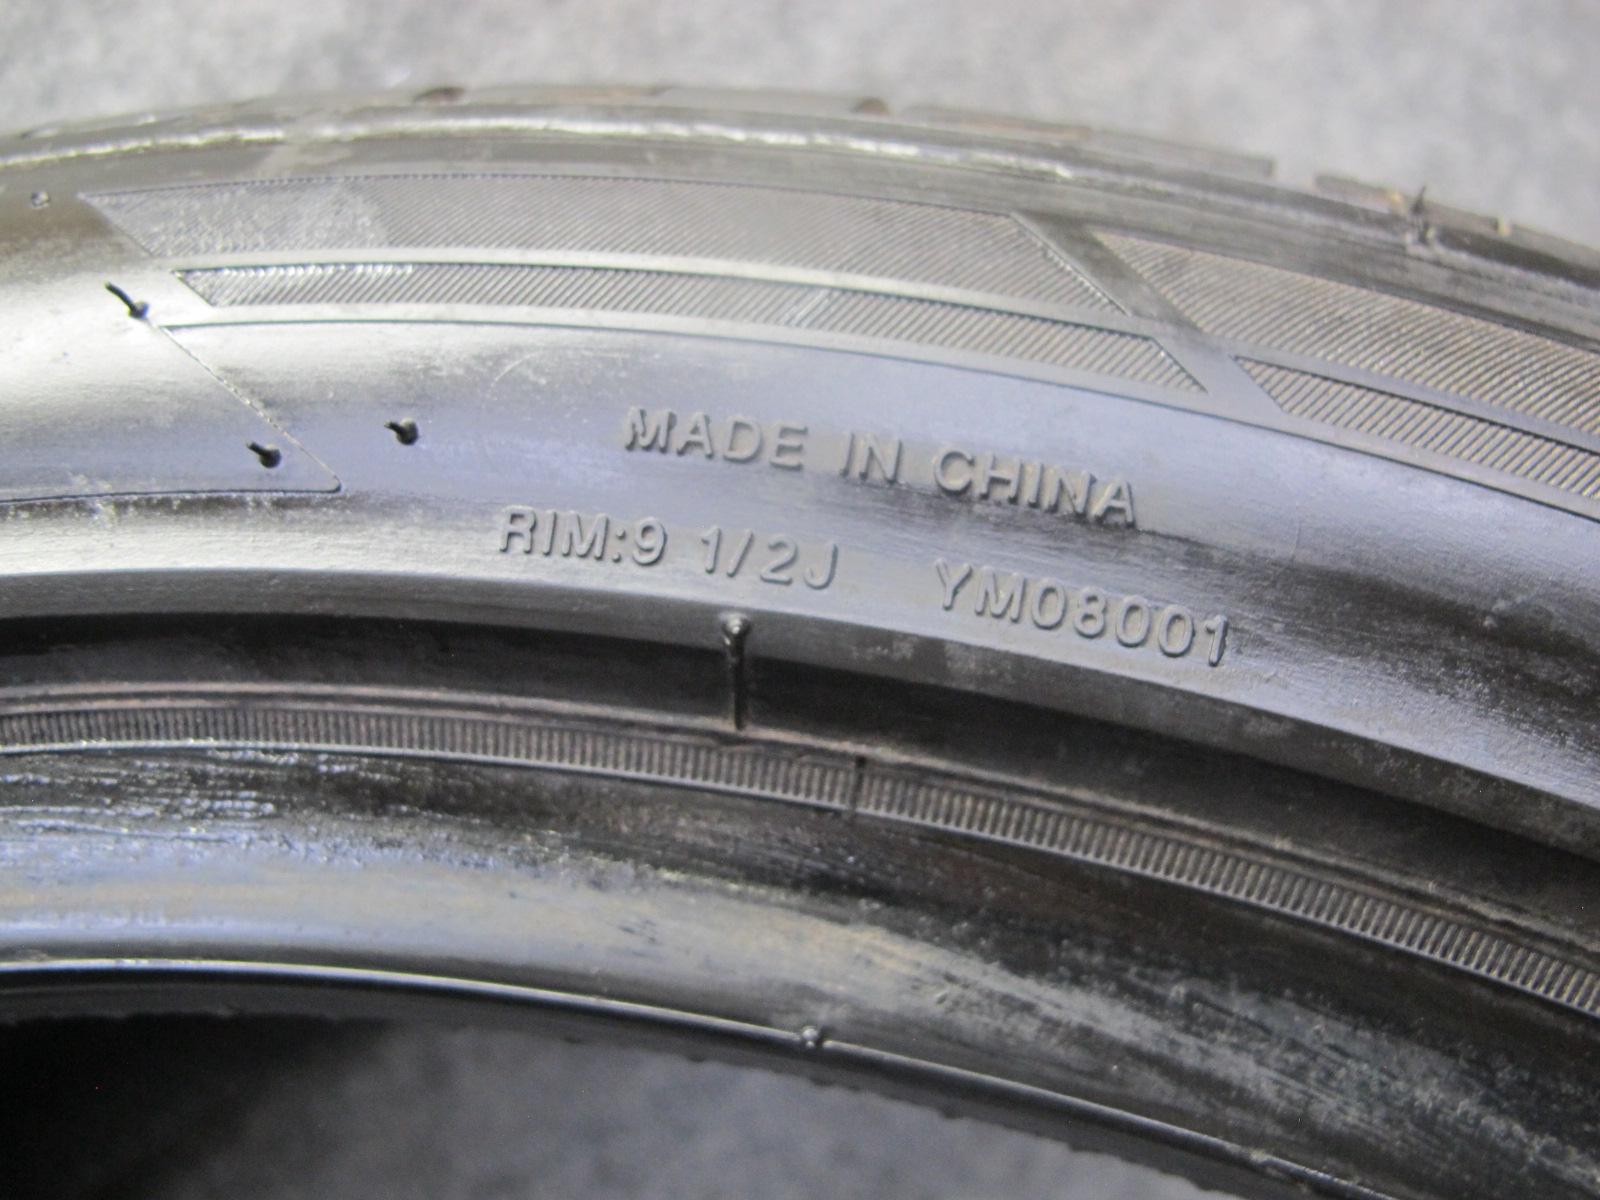 MADE IN CHINA
RIM:9 1/2J YM08001